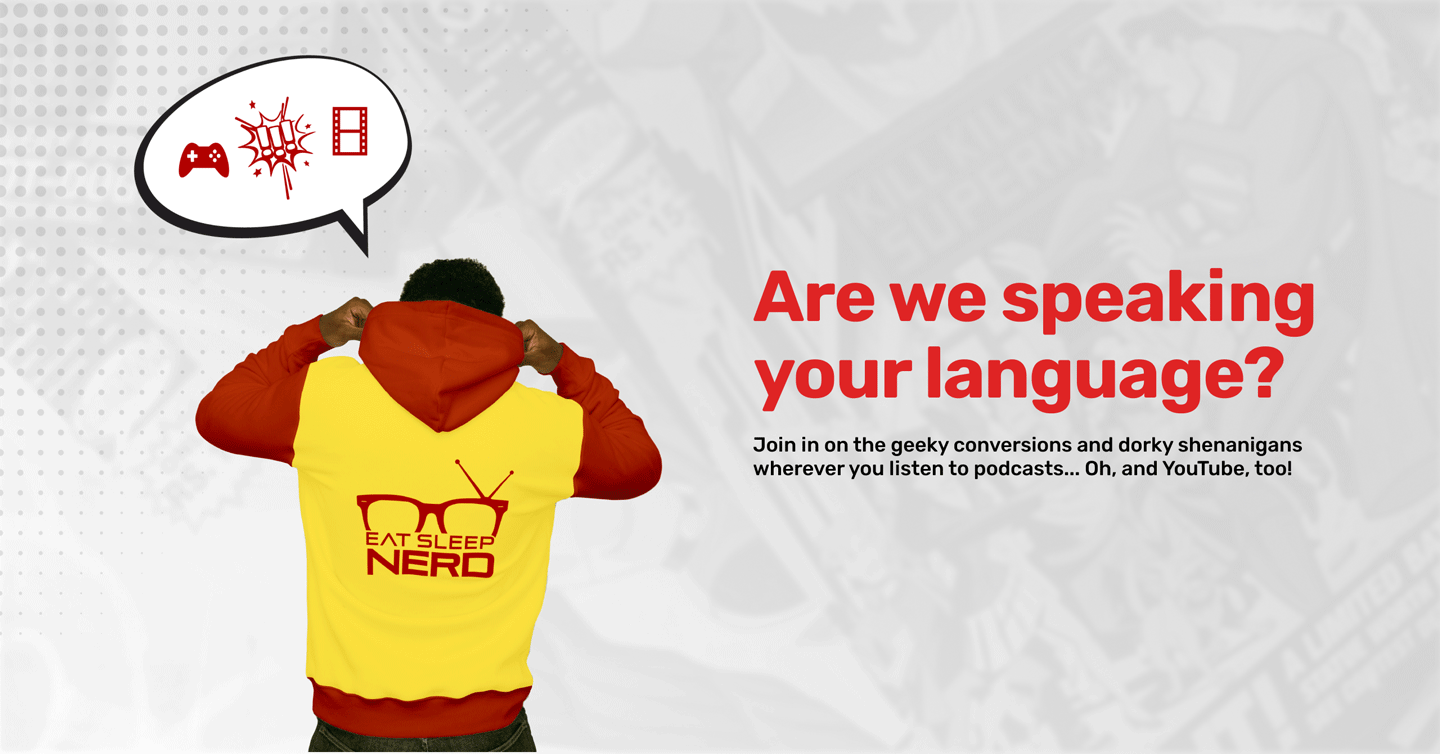 !!!
Are we speaking
your language?
Join in on the geeky conversions and dorky shenanigans
wherever you listen to podcasts... Oh, and YouTube, too!
EAT SLEEP
NERD
A LIMITED